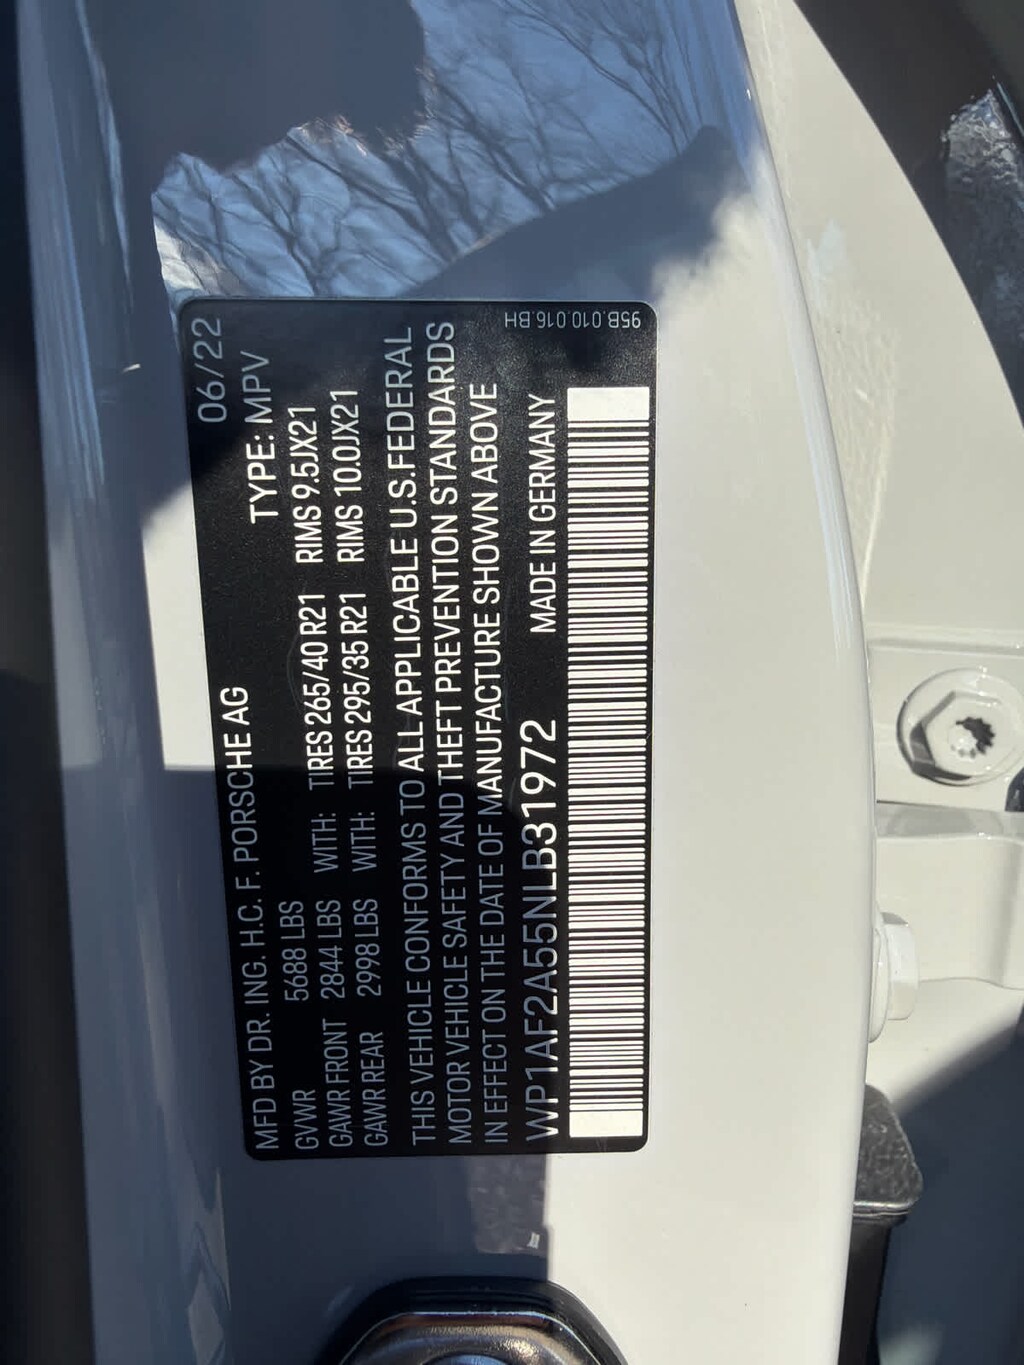 MFD BY DR. ING. H.C. F. PORSCHE AG 06/22
TYPE: MPV
GVWR 5688 LBS WITH: TIRES 265/40 R21 RIMS 9.5JX21
GAWR FRONT 2844 LBS WITH: TIRES 295/35 R21 RIMS 10.0JX21
GAWR REAR 2998 LBS
THIS VEHICLE CONFORMS TO ALL APPLICABLE U.S. FEDERAL
MOTOR VEHICLE SAFETY AND THEFT PREVENTION STANDARDS
IN EFFECT ON THE DATE OF MANUFACTURE SHOWN ABOVE
WP1AF2A55NLB31972 MADE IN GERMANY
95B.010.016.BH